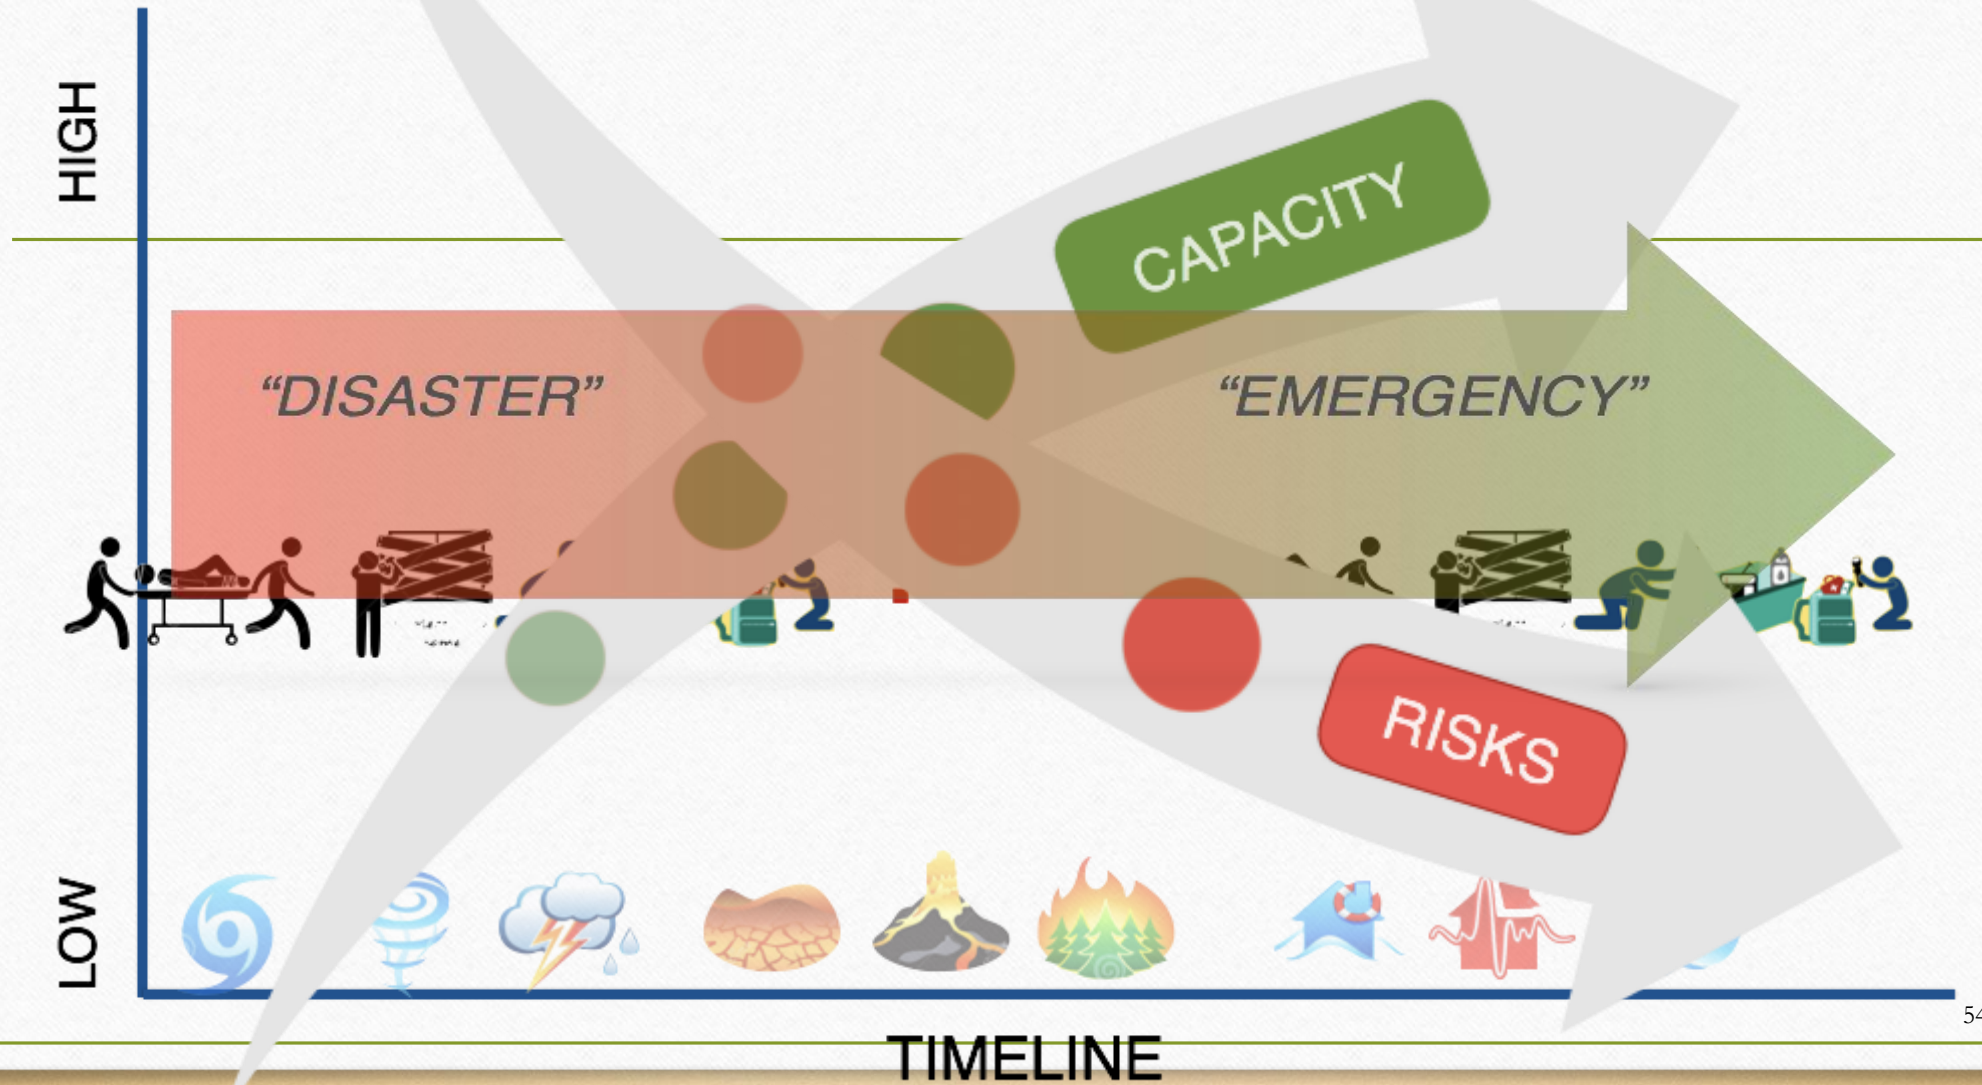 HIGH
CAPACITY
“DISASTER”
“EMERGENCY”
RISKS
LOW
54
TIMELINE